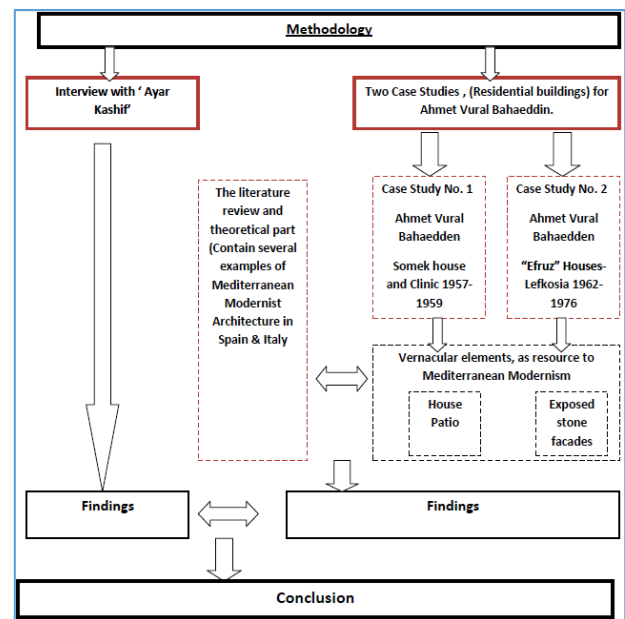 Methodology
Interview with ‘ Ayar
Kashif’
Two Case Studies , (Residential buildings) for
Ahmet Vural Bahaeddin.
The literature
review and
theoretical part
(Contain several
examples of
Mediterranean
Modernist
Architecture in
Spain & Italy
Case Study No. 1
Ahmet Vural
Bahaedden
Somek house
and Clinic 1957-
1959
Case Study No. 2
Ahmet Vural
Bahaedden
“Efruz” Houses-
Lefkosia 1962-
1976
Vernacular elements, as resource to
Mediterranean Modernism
House
Patio
Exposed
stone
facades
Findings
Findings
Conclusion